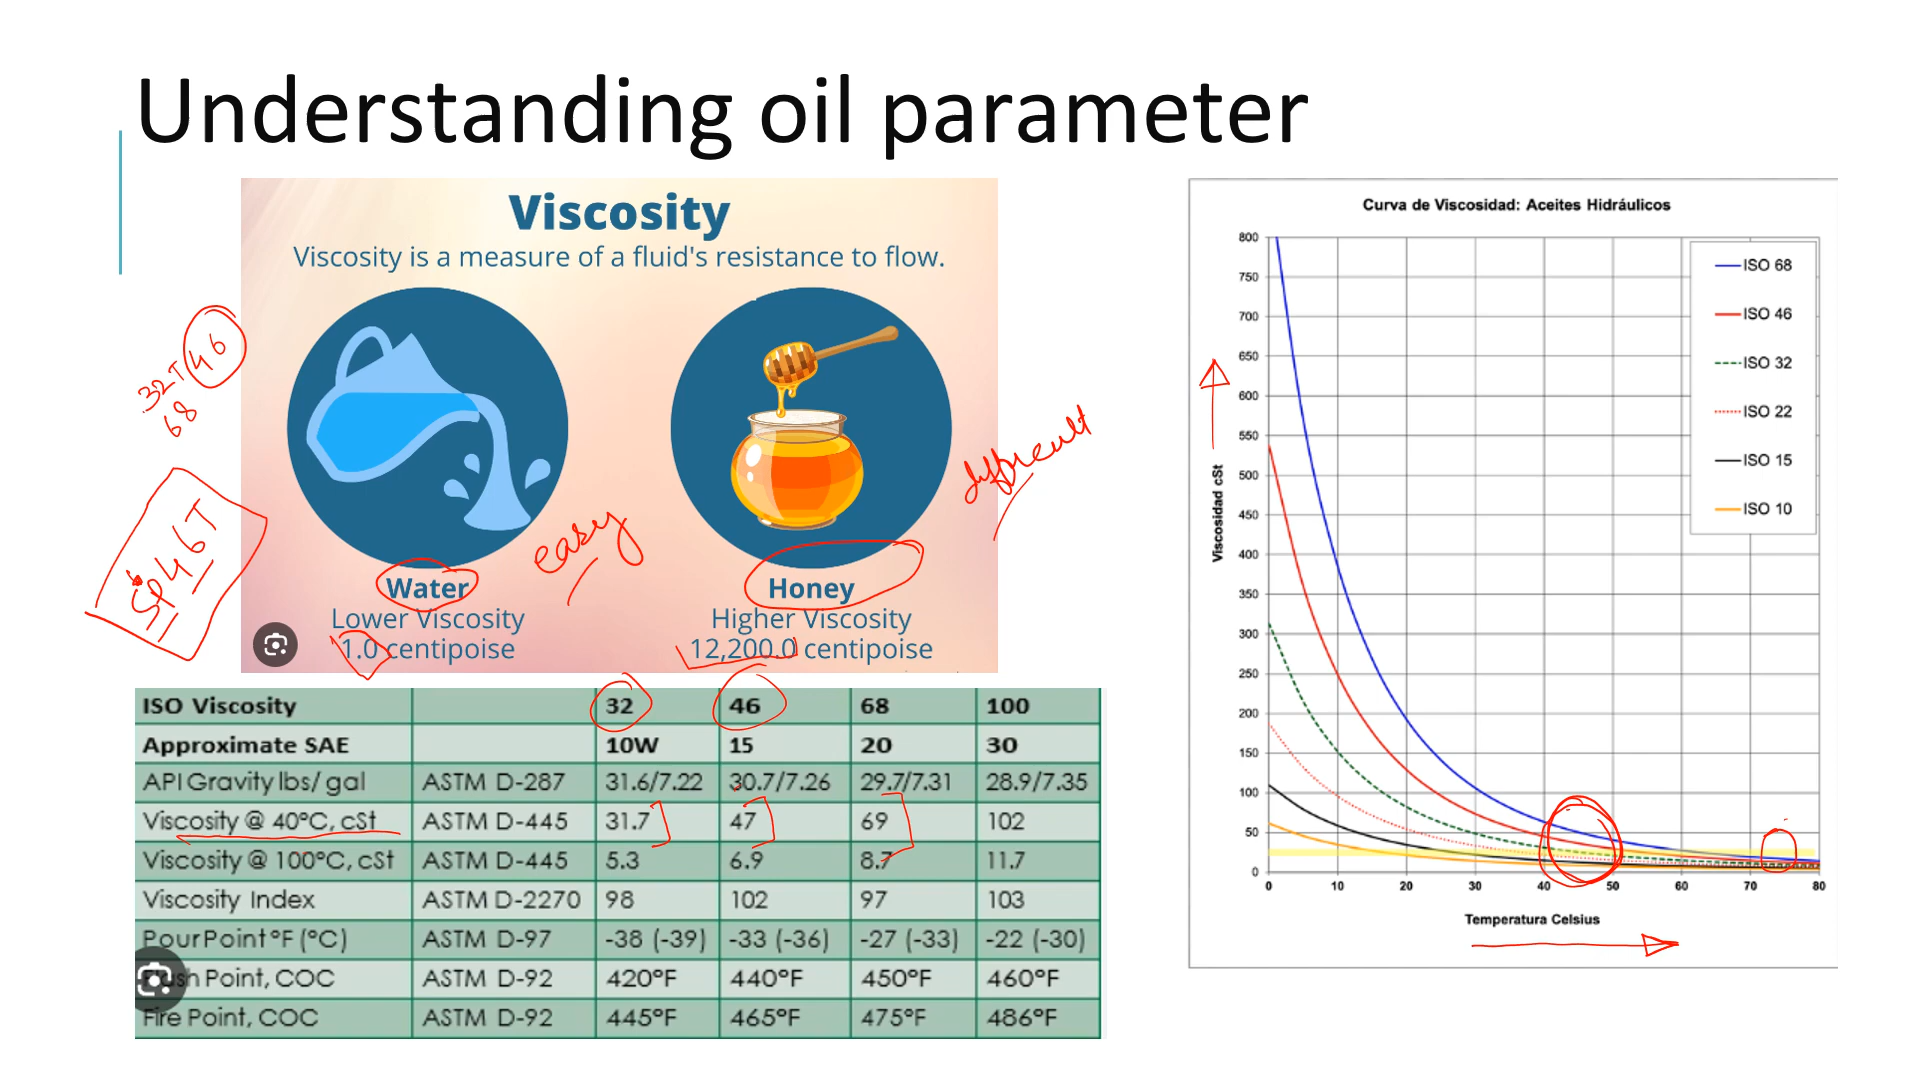 Understanding oil parameter
Viscosity
Viscosity is a measure of a fluid's resistance to flow.
32T 46
68
SP46T
easy
difficult
Water
Lower Viscosity
1.0 centipoise
Honey
Higher Viscosity
12,200.0 centipoise
ISO Viscosity 32 46 68 100
Approximate SAE 10W 15 20 30
API Gravity lbs/ gal ASTM D-287 31.6/7.22 30.7/7.26 29.7/7.31 28.9/7.35
Viscosity @ 40°C, cSt ASTM D-445 31.7 47 69 102
Viscosity @ 100°C, cSt ASTM D-445 5.3 6.9 8.7 11.7
Viscosity Index ASTM D-2270 98 102 97 103
Pour Point °F (°C) ASTM D-97 -38 (-39) -33 (-36) -27 (-33) -22 (-30)
Point, COC ASTM D-92 420°F 440°F 450°F 460°F
Fire Point, COC ASTM D-92 445°F 465°F 475°F 486°F
Curva de Viscosidad: Aceites Hidráulicos
800
750
700
650
600
550
500
450
400
350
300
250
200
150
100
50
0
Viscosidad cSt
ISO 68
ISO 46
ISO 32
ISO 22
ISO 15
ISO 10
0 10 20 30 40 50 60 70 80
Temperatura Celsius